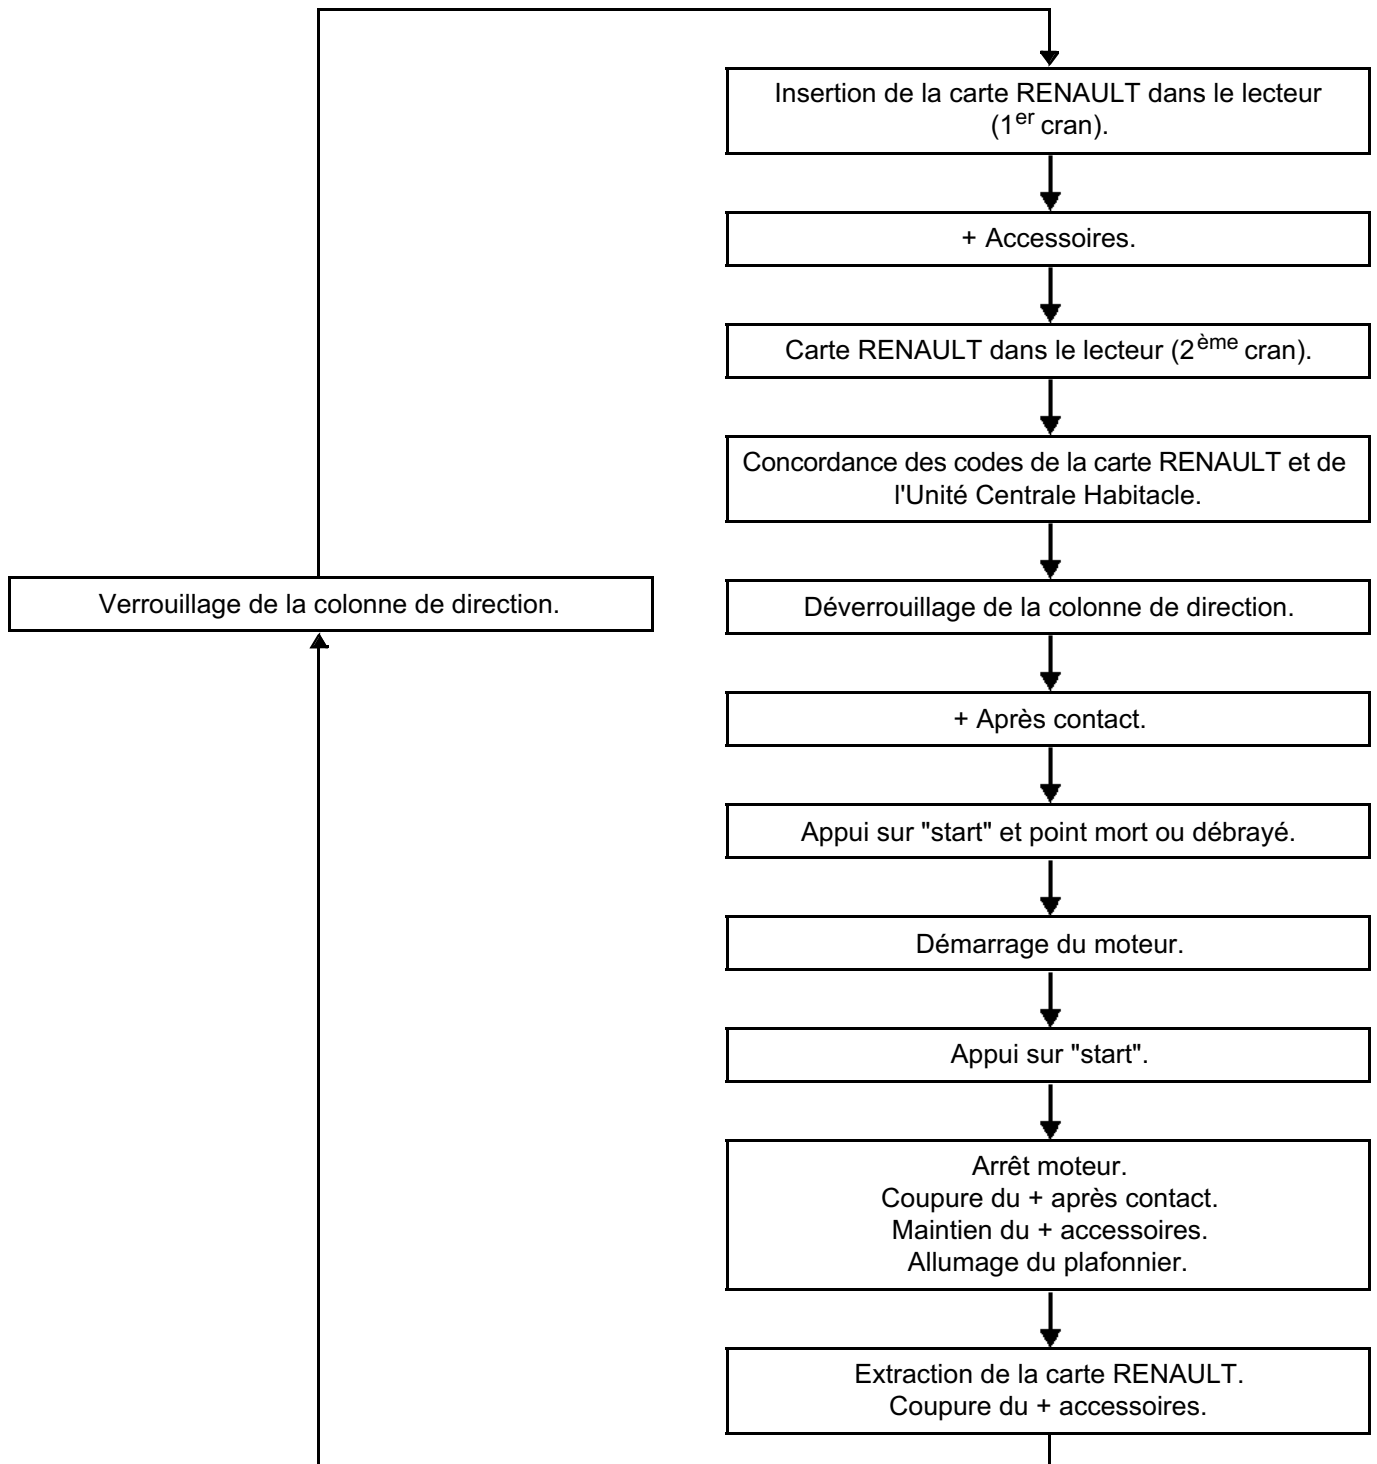 Insertion de la carte RENAULT dans le lecteur
(1er cran).
+ Accessoires.
Carte RENAULT dans le lecteur (2ème cran).
Concordance des codes de la carte RENAULT et de
l'Unité Centrale Habitacle.
Verrouillage de la colonne de direction.
Déverrouillage de la colonne de direction.
+ Après contact.
Appui sur "start" et point mort ou débrayé.
Démarrage du moteur.
Appui sur "start".
Arrêt moteur.
Coupure du + après contact.
Maintien du + accessoires.
Allumage du plafonnier.
Extraction de la carte RENAULT.
Coupure du + accessoires.